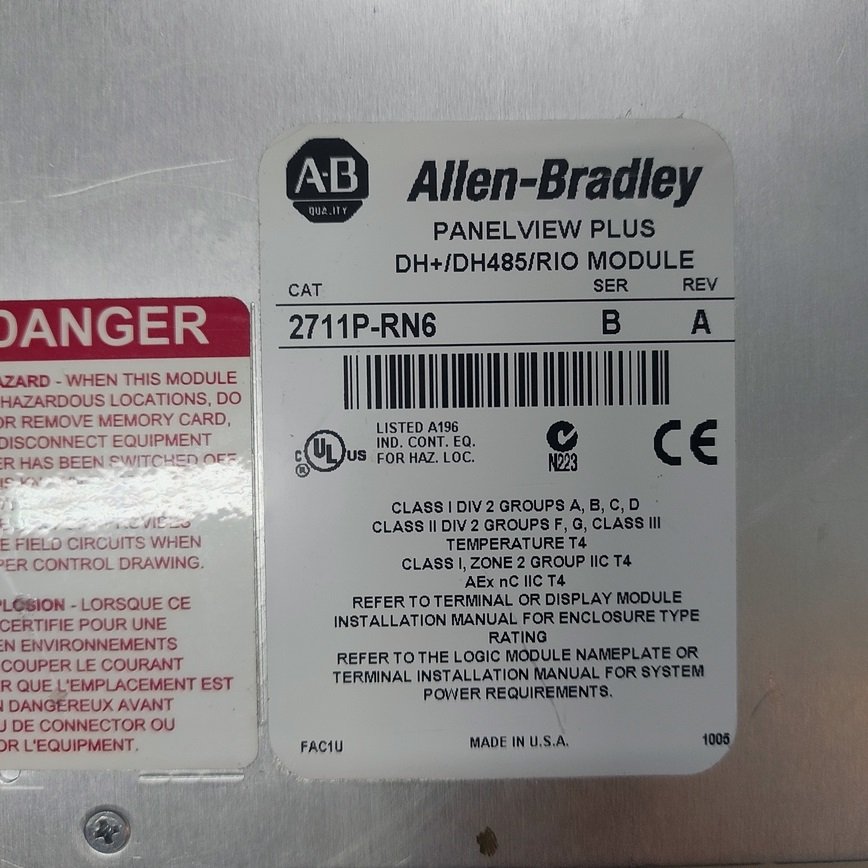 A-B
QUALITY
Allen-Bradley
PANELVIEW PLUS
DH+/DH485/RIO MODULE
CAT SER REV
2711P-RN6 B A
C UL US
R
LISTED A196
IND. CONT. EQ.
FOR HAZ. LOC.
N223
CE
CLASS I DIV 2 GROUPS A, B, C, D
CLASS II DIV 2 GROUPS F, G, CLASS III
TEMPERATURE T4
CLASS I, ZONE 2 GROUP IIC T4
AEx nC IIC T4
REFER TO TERMINAL OR DISPLAY MODULE
INSTALLATION MANUAL FOR ENCLOSURE TYPE
RATING
REFER TO THE LOGIC MODULE NAMEPLATE OR
TERMINAL INSTALLATION MANUAL FOR SYSTEM
POWER REQUIREMENTS.
FAC1U MADE IN U.S.A. 1005
DANGER
AZARD - WHEN THIS MODULE
HAZARDOUS LOCATIONS, DO
OR REMOVE MEMORY CARD,
DISCONNECT EQUIPMENT
ER HAS BEEN SWITCHED OFF
E FIELD CIRCUITS WHEN
PER CONTROL DRAWING.
PLOSION - LORSQUE CE
CERTIFIE POUR UNE
EN ENVIRONNEMENTS
COUPER LE COURANT
R QUE L'EMPLACEMENT EST
N DANGEREUX AVANT
U DE CONNECTOR OU
OR L'EQUIPMENT.